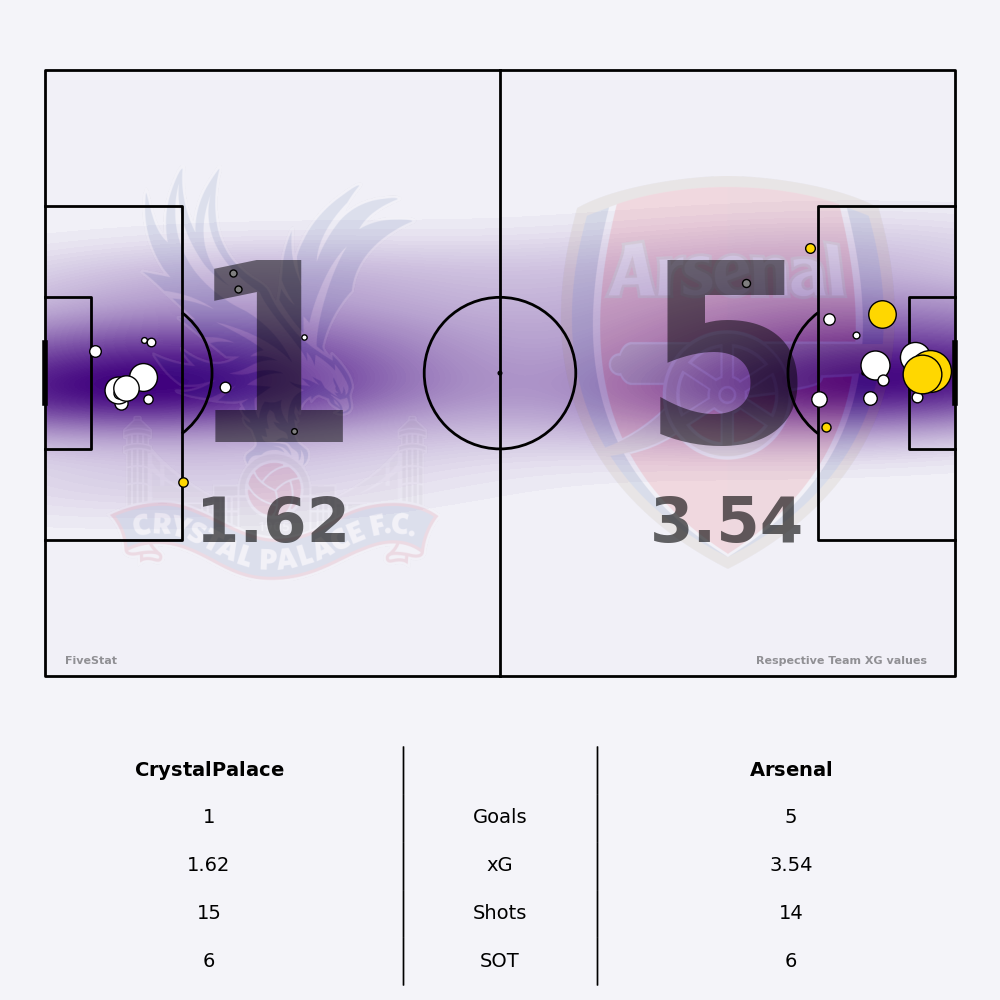 Arsenal
1
5
CRYSTAL PALACE F.C.
1.62
3.54
FiveStat
Respective Team XG values
CrystalPalace Arsenal
1 Goals 5
1.62 xG 3.54
15 Shots 14
6 SOT 6